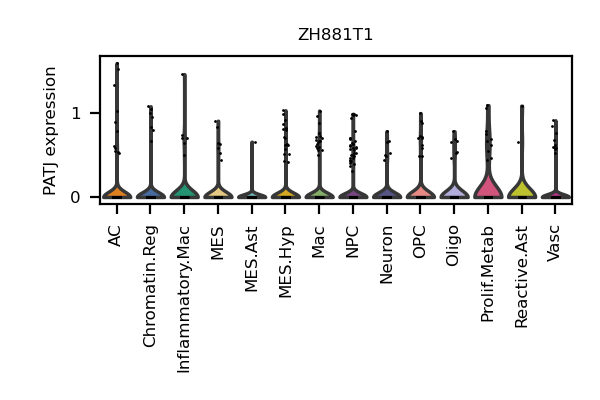 ZH881T1
PATJ expression
1
0
AC
Chromatin.Reg
Inflammatory.Mac
MES
MES.Ast
MES.Hyp
Mac
NPC
Neuron
OPC
Oligo
Prolif.Metab
Reactive.Ast
Vasc